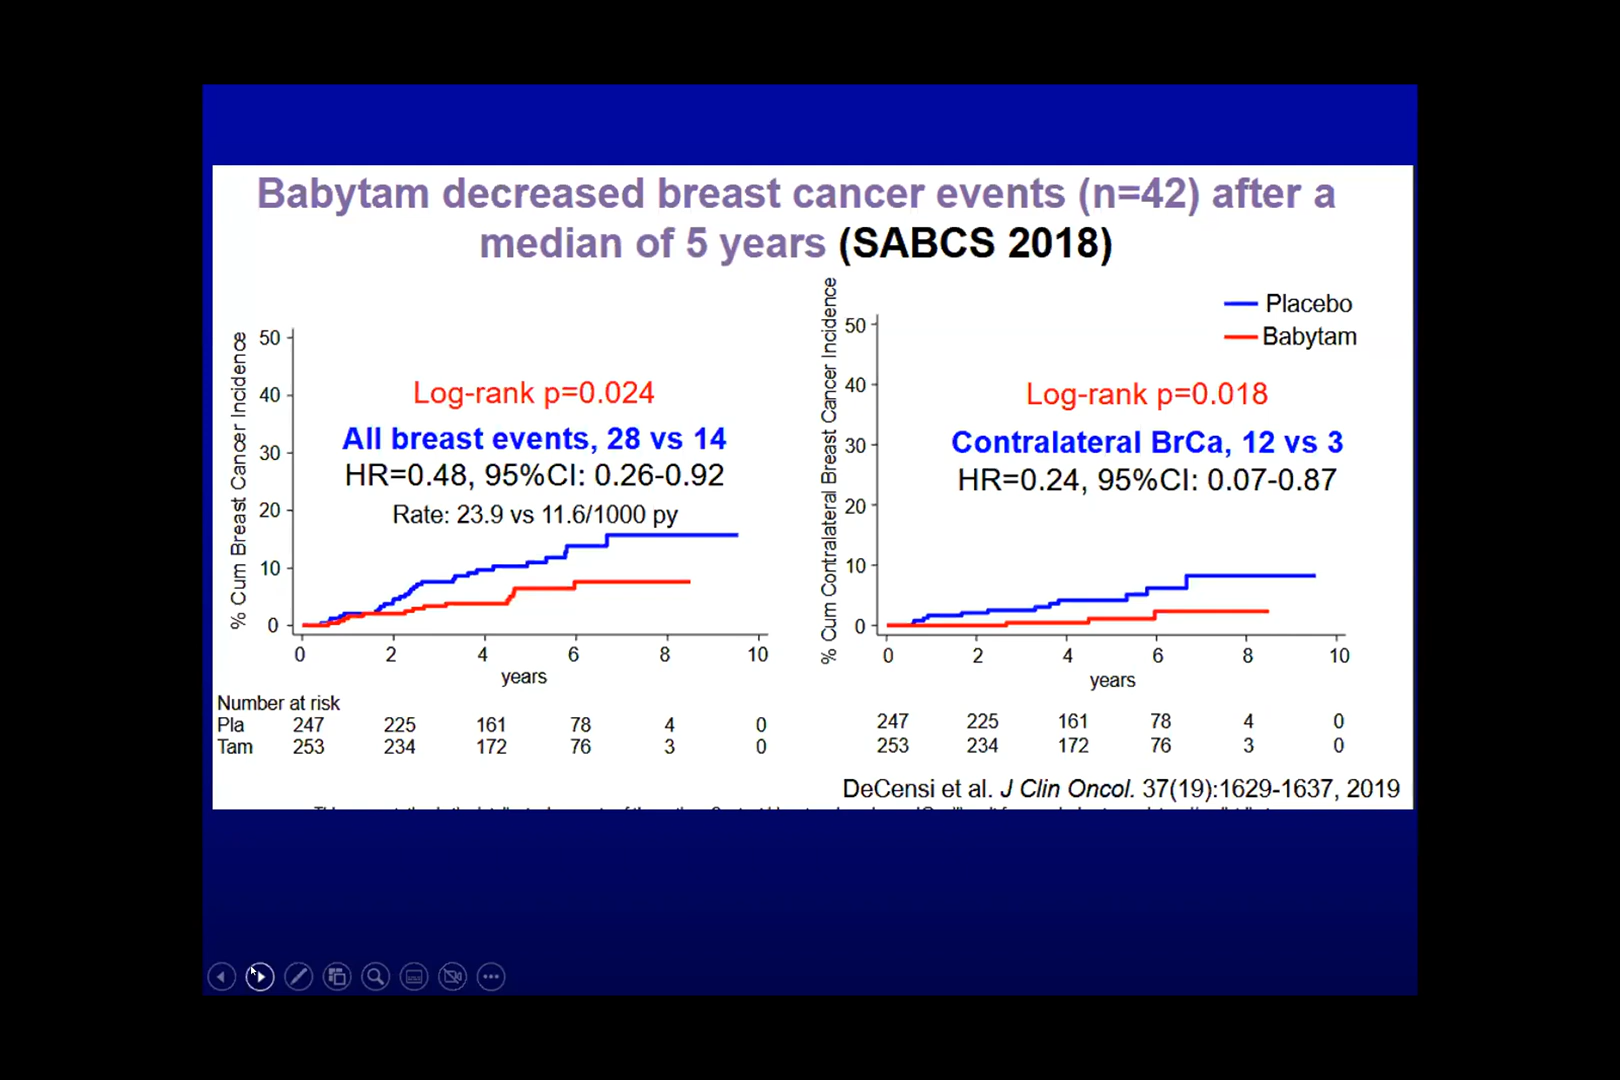 Babytam decreased breast cancer events (n=42) after a
median of 5 years (SABCS 2018)
% Cum Breast Cancer Incidence
50
40
30
20
10
0
Log-rank p=0.024
All breast events, 28 vs 14
HR=0.48, 95%CI: 0.26-0.92
Rate: 23.9 vs 11.6/1000 py
0 2 4 6 8 10
years
% Cum Contralateral Breast Cancer Incidence
50
40
30
20
10
0
Placebo
Babytam
Log-rank p=0.018
Contralateral BrCa, 12 vs 3
HR=0.24, 95%CI: 0.07-0.87
0 2 4 6 8 10
years
Number at risk
Pla 247 225 161 78 4 0
Tam 253 234 172 76 3 0
247 225 161 78 4 0
253 234 172 76 3 0
DeCensi et al. J Clin Oncol. 37(19):1629-1637, 2019